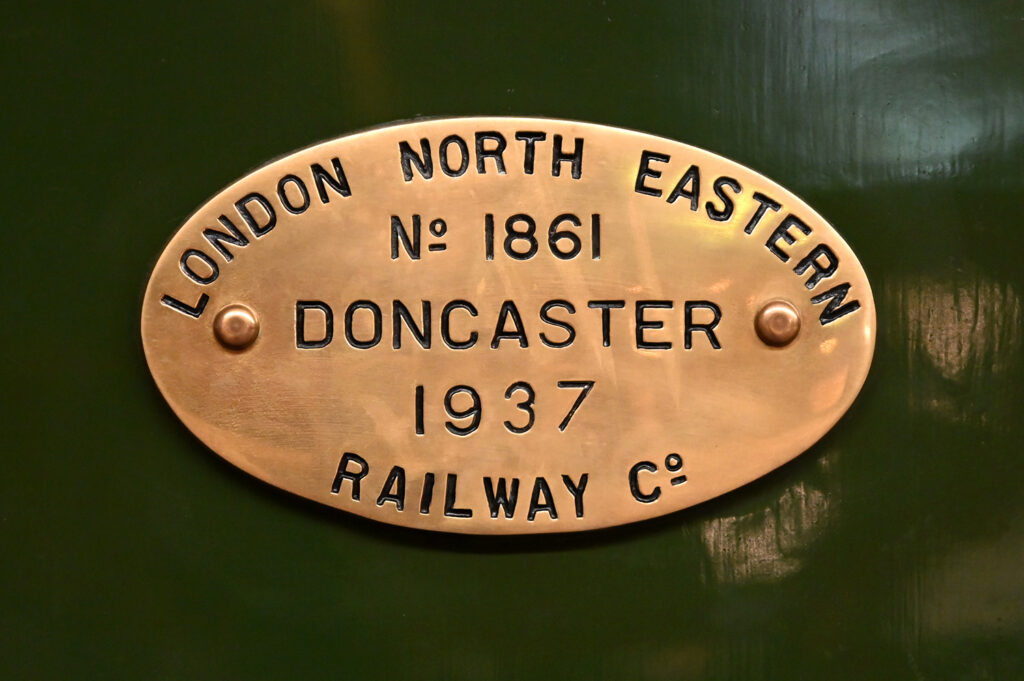 LONDON NORTH EASTERN
Nº 1861
DONCASTER
1937
RAILWAY Cº